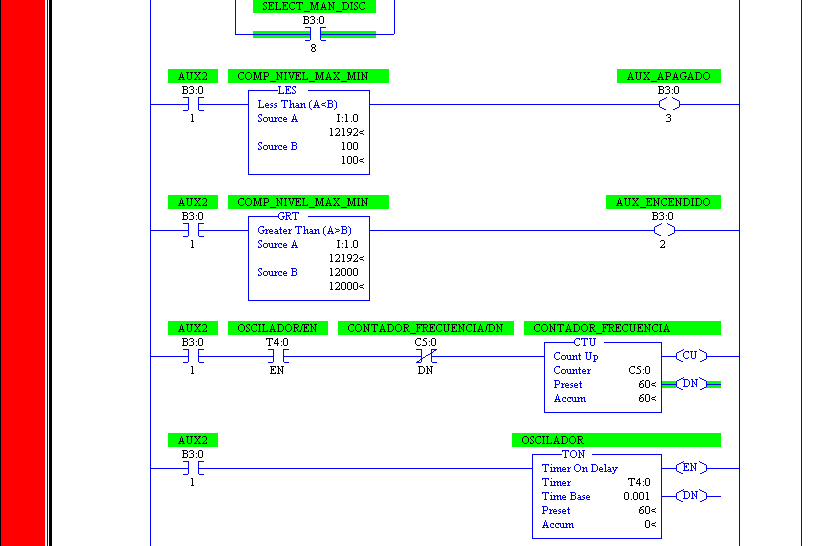 SELECT_MAN_DISC
B3:0
8
AUX2 COMP_NIVEL_MAX_MIN AUX_APAGADO
B3:0 LES B3:0
Less Than (A<B)
1 Source A I:1.0 3
12192<
Source B 100
100<
AUX2 COMP_NIVEL_MAX_MIN AUX_ENCENDIDO
B3:0 GRT B3:0
Greater Than (A>B)
1 Source A I:1.0 2
12192<
Source B 12000
12000<
AUX2 OSCILADOR/EN CONTADOR_FRECUENCIA/DN CONTADOR_FRECUENCIA
B3:0 T4:0 C5:0 CTU
Count Up CU
1 EN DN Counter C5:0
Preset 60< DN
Accum 60<
AUX2 OSCILADOR
B3:0 TON
Timer On Delay EN
1 Timer T4:0
Time Base 0.001 DN
Preset 60<
Accum 0<